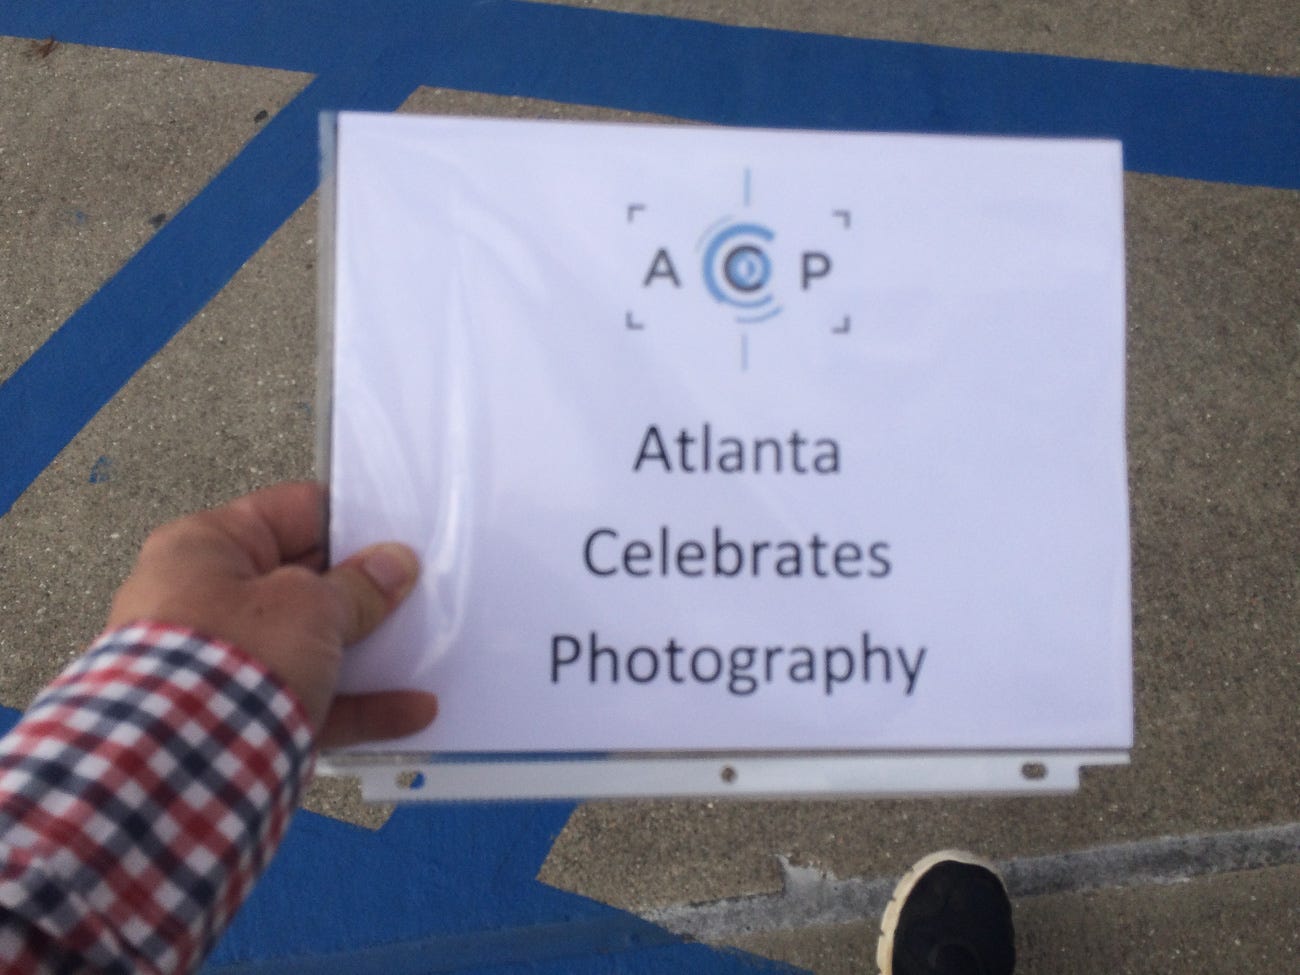 A C P
Atlanta
Celebrates
Photography